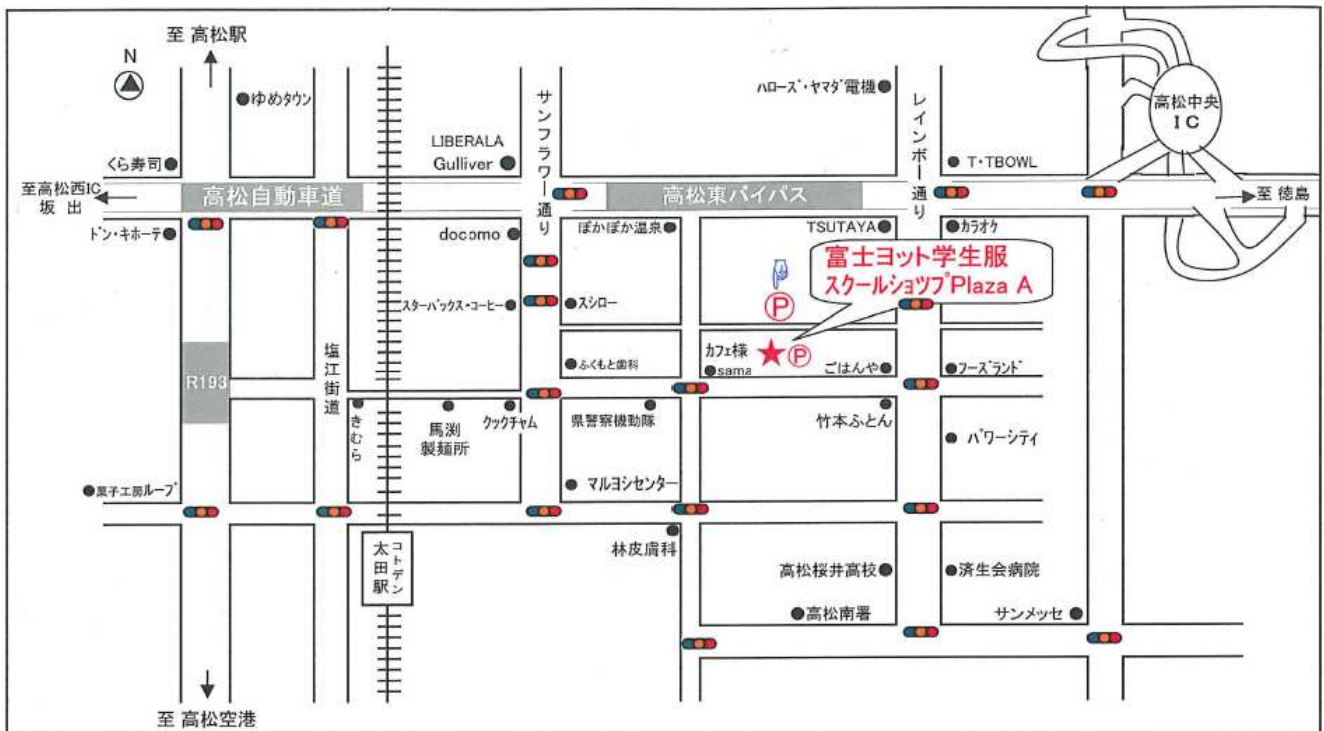 至 高松駅
N
ゆめタウン
ハローズ・ヤマダ電機
高松中央
IC
サンフラワー通り
レインボー通り
LIBERALA
Gulliver
くら寿司
T・TBOWL
至高松西IC
坂 出
高松自動車道
高松東バイパス
至 徳島
ドン・キホーテ
docomo
ぽかぽか温泉
TSUTAYA
カラオケ
富士ヨット学生服
スクールショツプPlaza A
P
スターバックス・コーヒー
スシロー
塩江街道
R193
ふくもと歯科
カフェ様
sama
P
ごはんや
フーズランド
きむら
馬渕
製麺所
クックチャム
県警察機動隊
竹本ふとん
パワーシティ
菓子工房ルーブ
マルヨシセンター
コトデン
太田駅
林皮膚科
高松桜井高校
済生会病院
高松南署
サンメッセ
至 高松空港